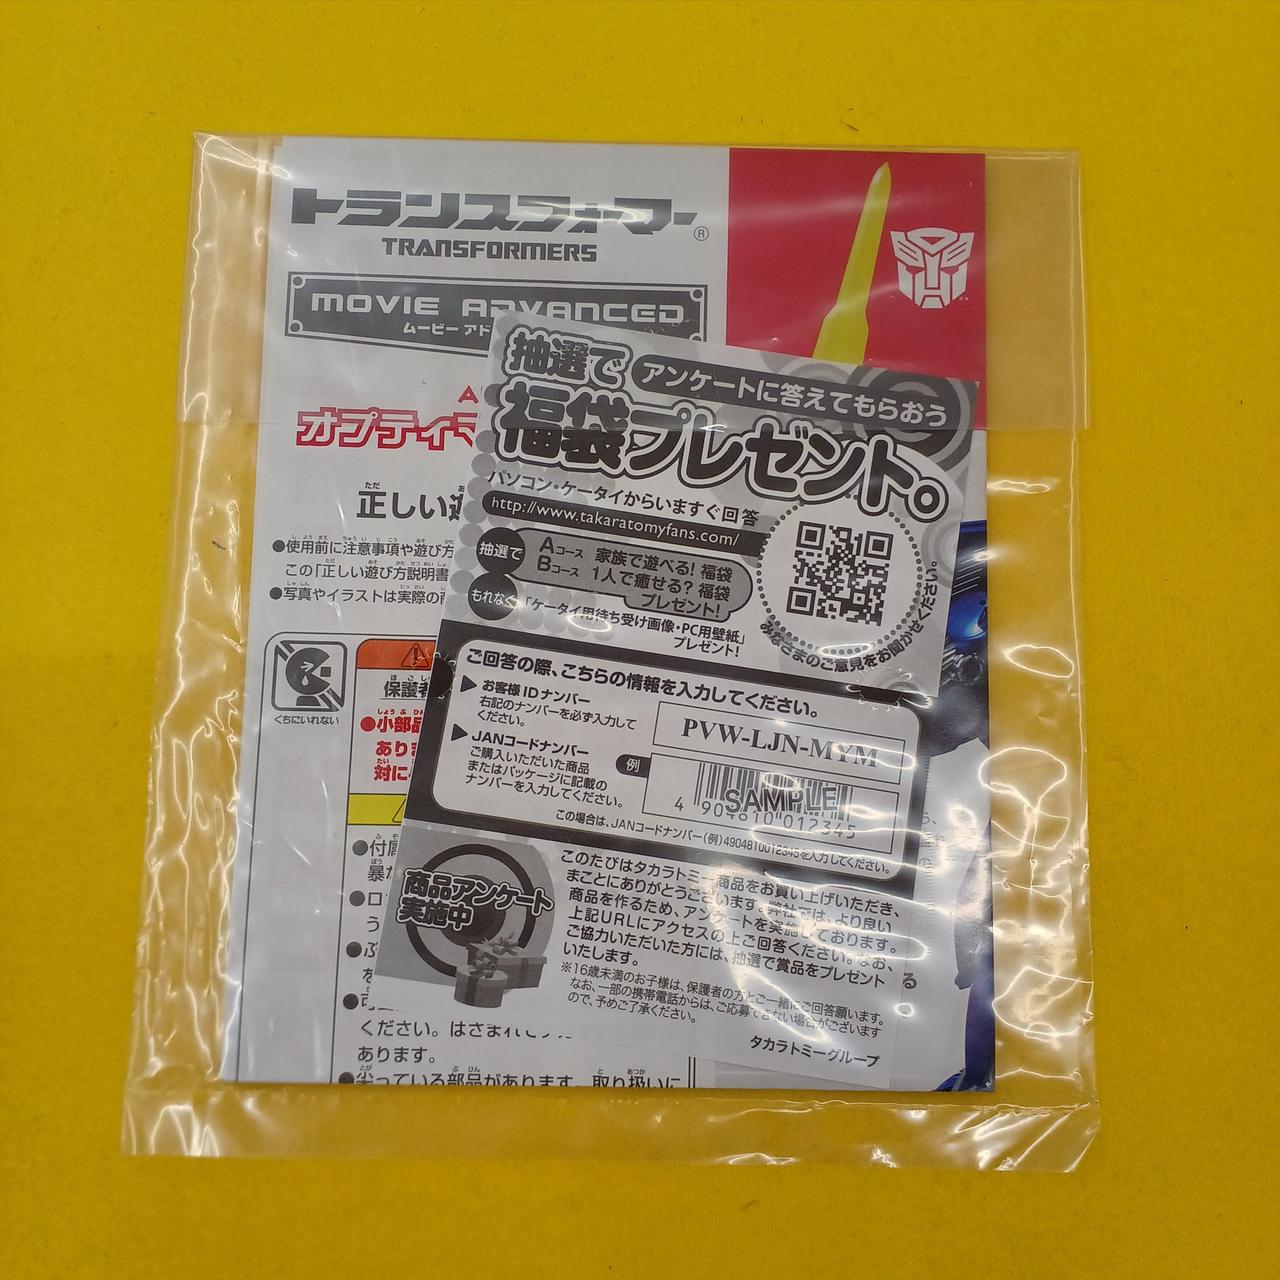 トランスフォーマー®
TRANSFORMERS
MOVIE ADVANCED
ムービー アド
オプティマ
正しい遊
ただ
●使用前に注意事項や遊び方
この「正しい遊び方説明書
●写真やイラストは実際の商
くちにいれない
保護者
●小部品
あり
対に
●付属
暴
●ロ
う
●ぶ
を
ください。はさまれ
あります。
●尖っている部品があります。取り扱いに
抽選で アンケートに答えてもらおう
福袋プレゼント。
パソコン・ケータイからいますぐ回答
http://www.takaratomyfans.com/
抽選で
Aコース 家族で遊べる! 福袋
Bコース 1人で癒せる? 福袋
プレゼント!
もれなく
「ケータイ用待ち受け画像・PC用壁紙」
プレゼント!
みなさまのご意見をお聞かせください。
ご回答の際、こちらの情報を入力してください。
▶お客様IDナンバー
右記のナンバーを必ず入力して
ください。
PVW-LJN-MYM
▶JANコードナンバー
ご購入いただいた商品
またはパッケージに記載の
ナンバーを入力してください。
例
SAMPLE
4 904810 012345
この場合は、JANコードナンバー(例)4904810012345を入力してください。
商品アンケート
実施中
このたびはタカラトミー商品をお買い上げいただき、
まことにありがとうございます。弊社では、より良い
商品を作るため、アンケートを実施しております。
上記URLにアクセスの上ご回答ください。なお、
ご協力いただいた方には、抽選で賞品をプレゼント
いたします。
※16歳未満のお子様は、保護者の方とご一緒にご回答願います。
なお、一部の携帯電話からは、ご応募できない場合がございます
ので、予めご了承ください。
タカラトミーグループ
る